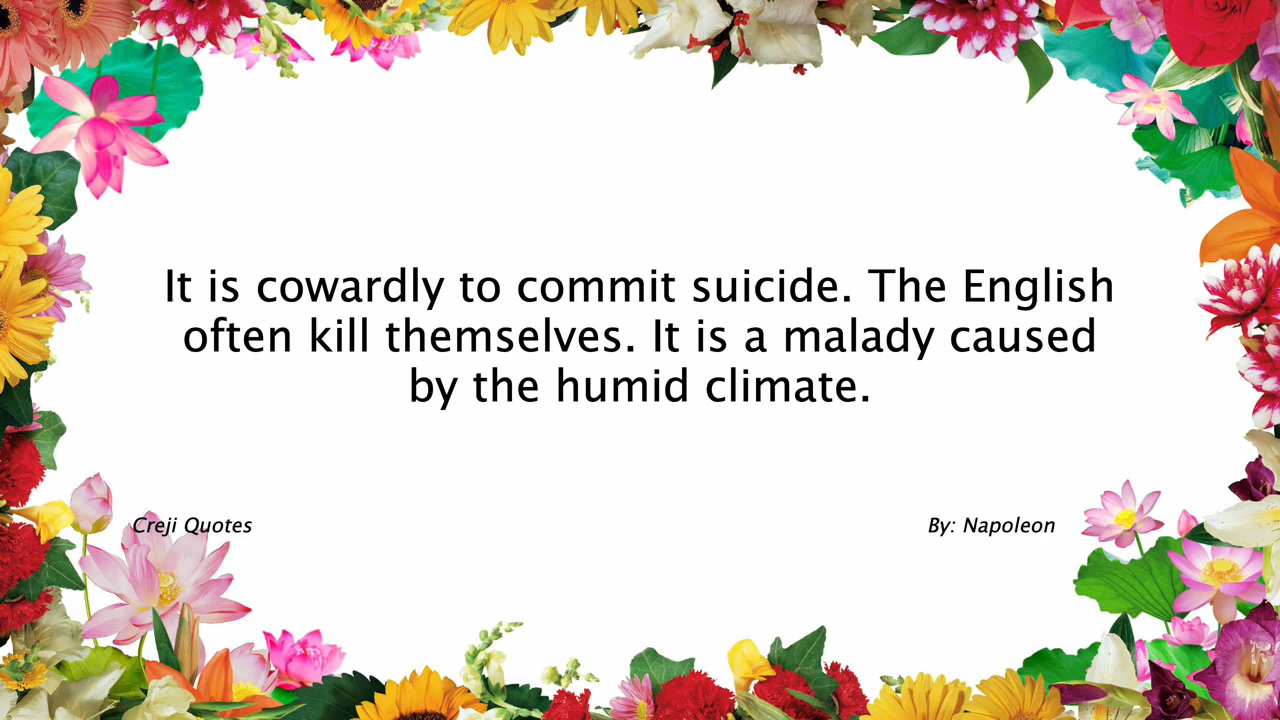 It is cowardly to commit suicide. The English
often kill themselves. It is a malady caused
by the humid climate.
Creji Quotes
By: Napoleon